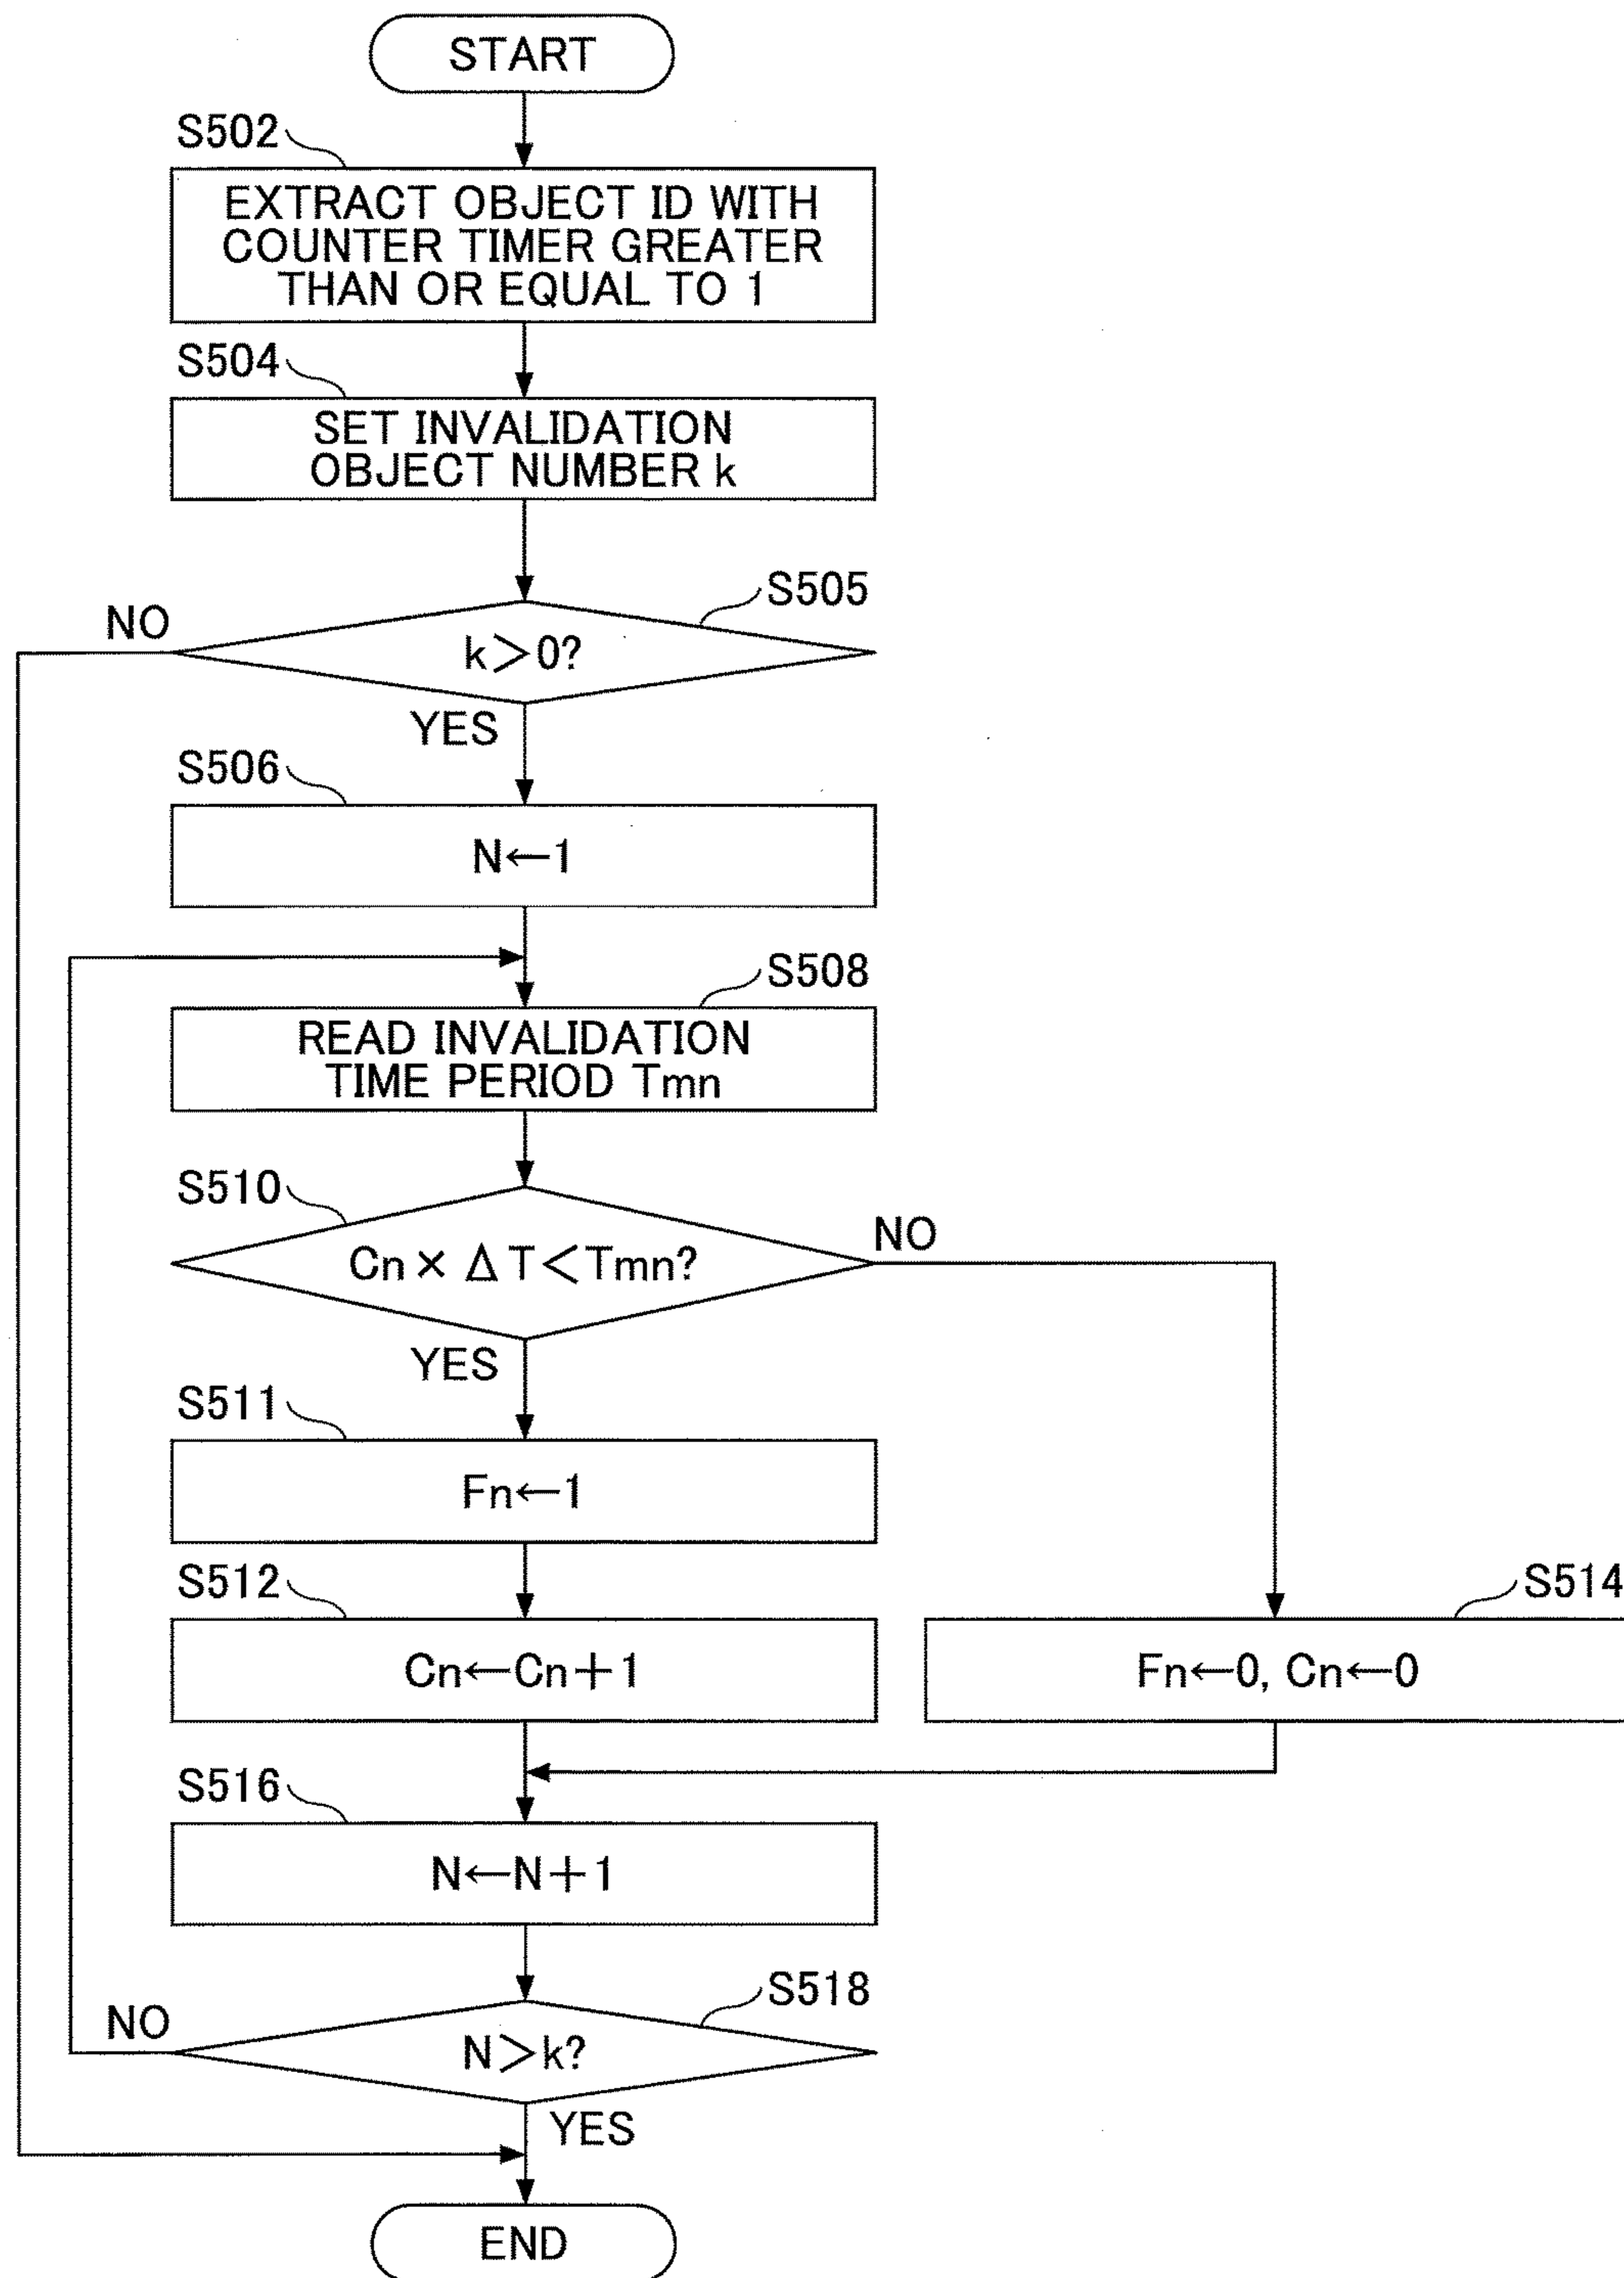 START
S502
EXTRACT OBJECT ID WITH
COUNTER TIMER GREATER
THAN OR EQUAL TO 1
S504
SET INVALIDATION
OBJECT NUMBER k
S505
NO
k>0?
YES
S506
N←1
S508
READ INVALIDATION
TIME PERIOD Tmn
S510
NO
Cn × ΔT<Tmn?
YES
S511
Fn←1
S512
S514
Cn←Cn+1
Fn←0, Cn←0
S516
N←N+1
S518
NO
N>k?
YES
END